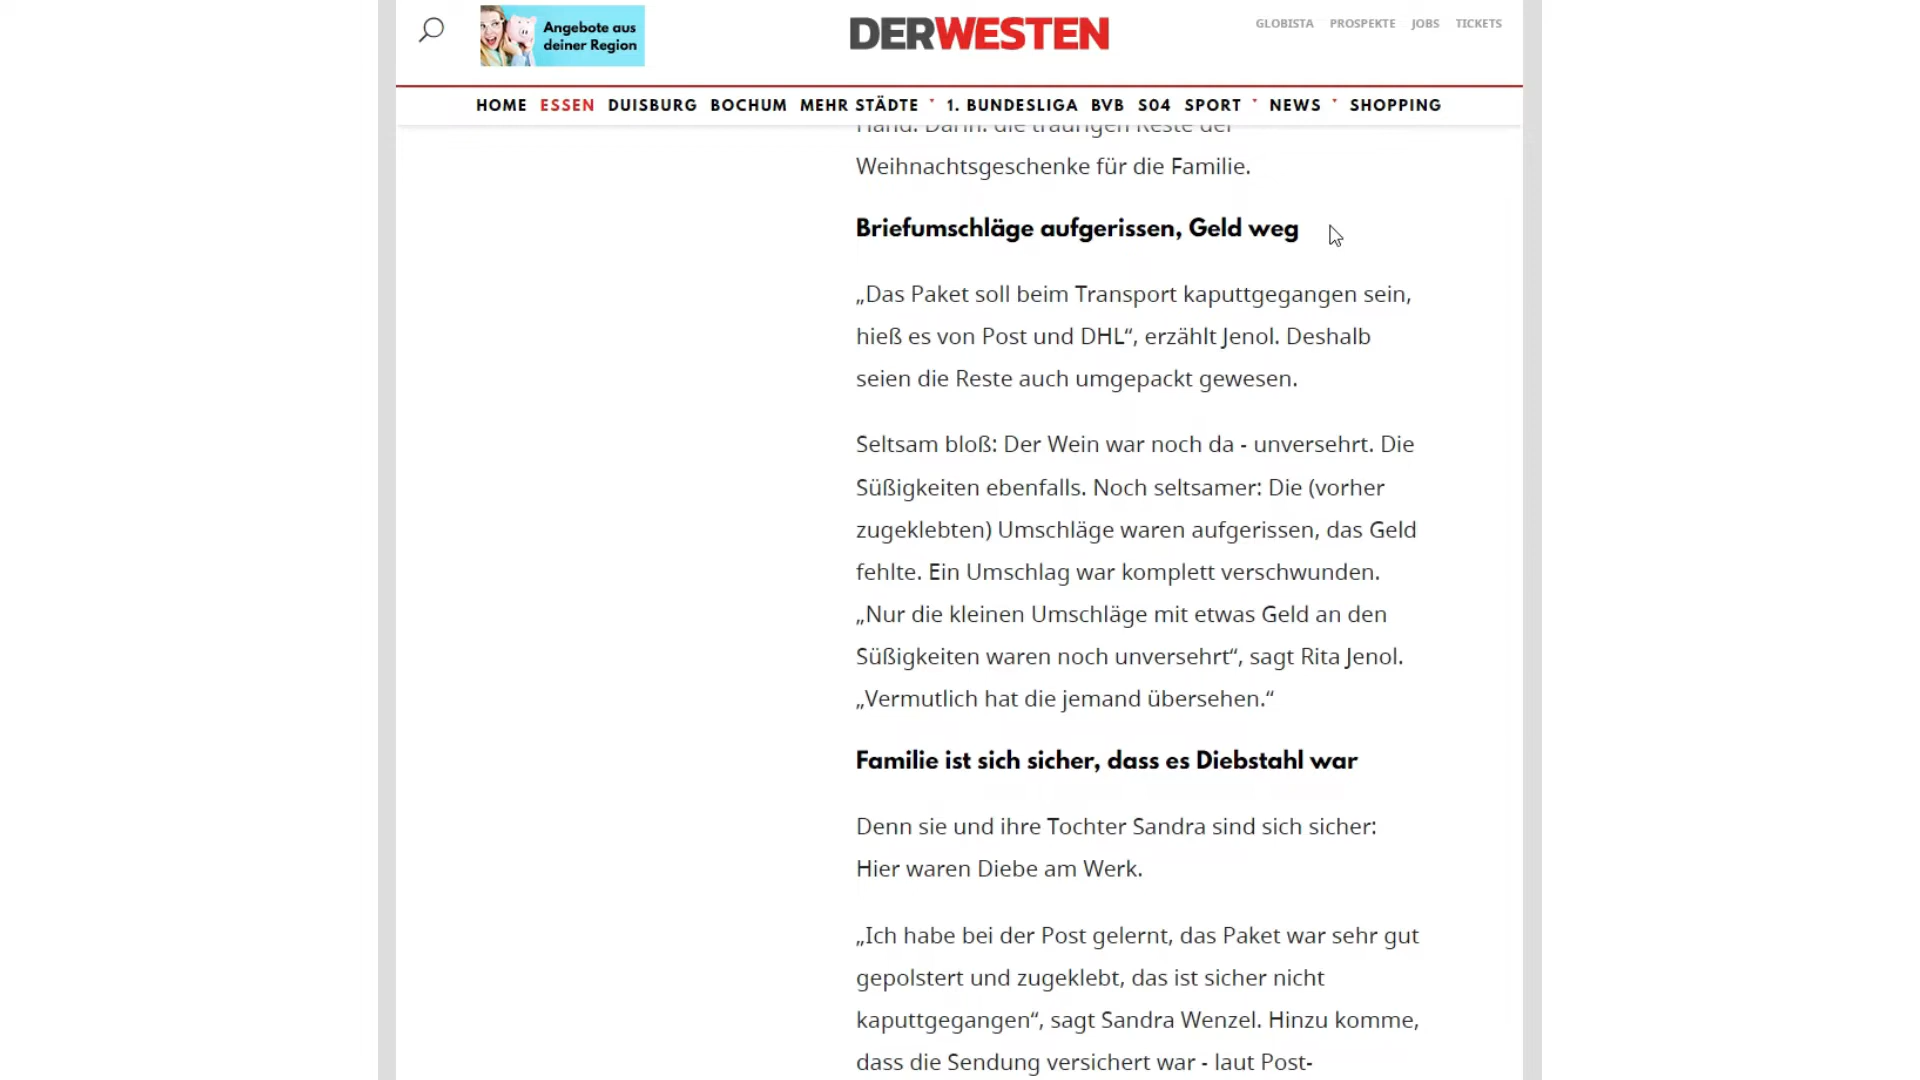 Angebote aus
deiner Region
DERWESTEN
GLOBISTA PROSPEKTE JOBS TICKETS
HOME ESSEN DUISBURG BOCHUM MEHR STÄDTE 1. BUNDESLIGA BVB S04 SPORT NEWS SHOPPING
Hand. Darin: die traurigen Reste der
Weihnachtsgeschenke für die Familie.
Briefumschläge aufgerissen, Geld weg
„Das Paket soll beim Transport kaputtgegangen sein,
hieß es von Post und DHL“, erzählt Jenol. Deshalb
seien die Reste auch umgepackt gewesen.
Seltsam bloß: Der Wein war noch da - unversehrt. Die
Süßigkeiten ebenfalls. Noch seltsamer: Die (vorher
zugeklebten) Umschläge waren aufgerissen, das Geld
fehlte. Ein Umschlag war komplett verschwunden.
„Nur die kleinen Umschläge mit etwas Geld an den
Süßigkeiten waren noch unversehrt“, sagt Rita Jenol.
„Vermutlich hat die jemand übersehen.“
Familie ist sich sicher, dass es Diebstahl war
Denn sie und ihre Tochter Sandra sind sich sicher:
Hier waren Diebe am Werk.
„Ich habe bei der Post gelernt, das Paket war sehr gut
gepolstert und zugeklebt, das ist sicher nicht
kaputtgegangen“, sagt Sandra Wenzel. Hinzu komme,
dass die Sendung versichert war - laut Post-